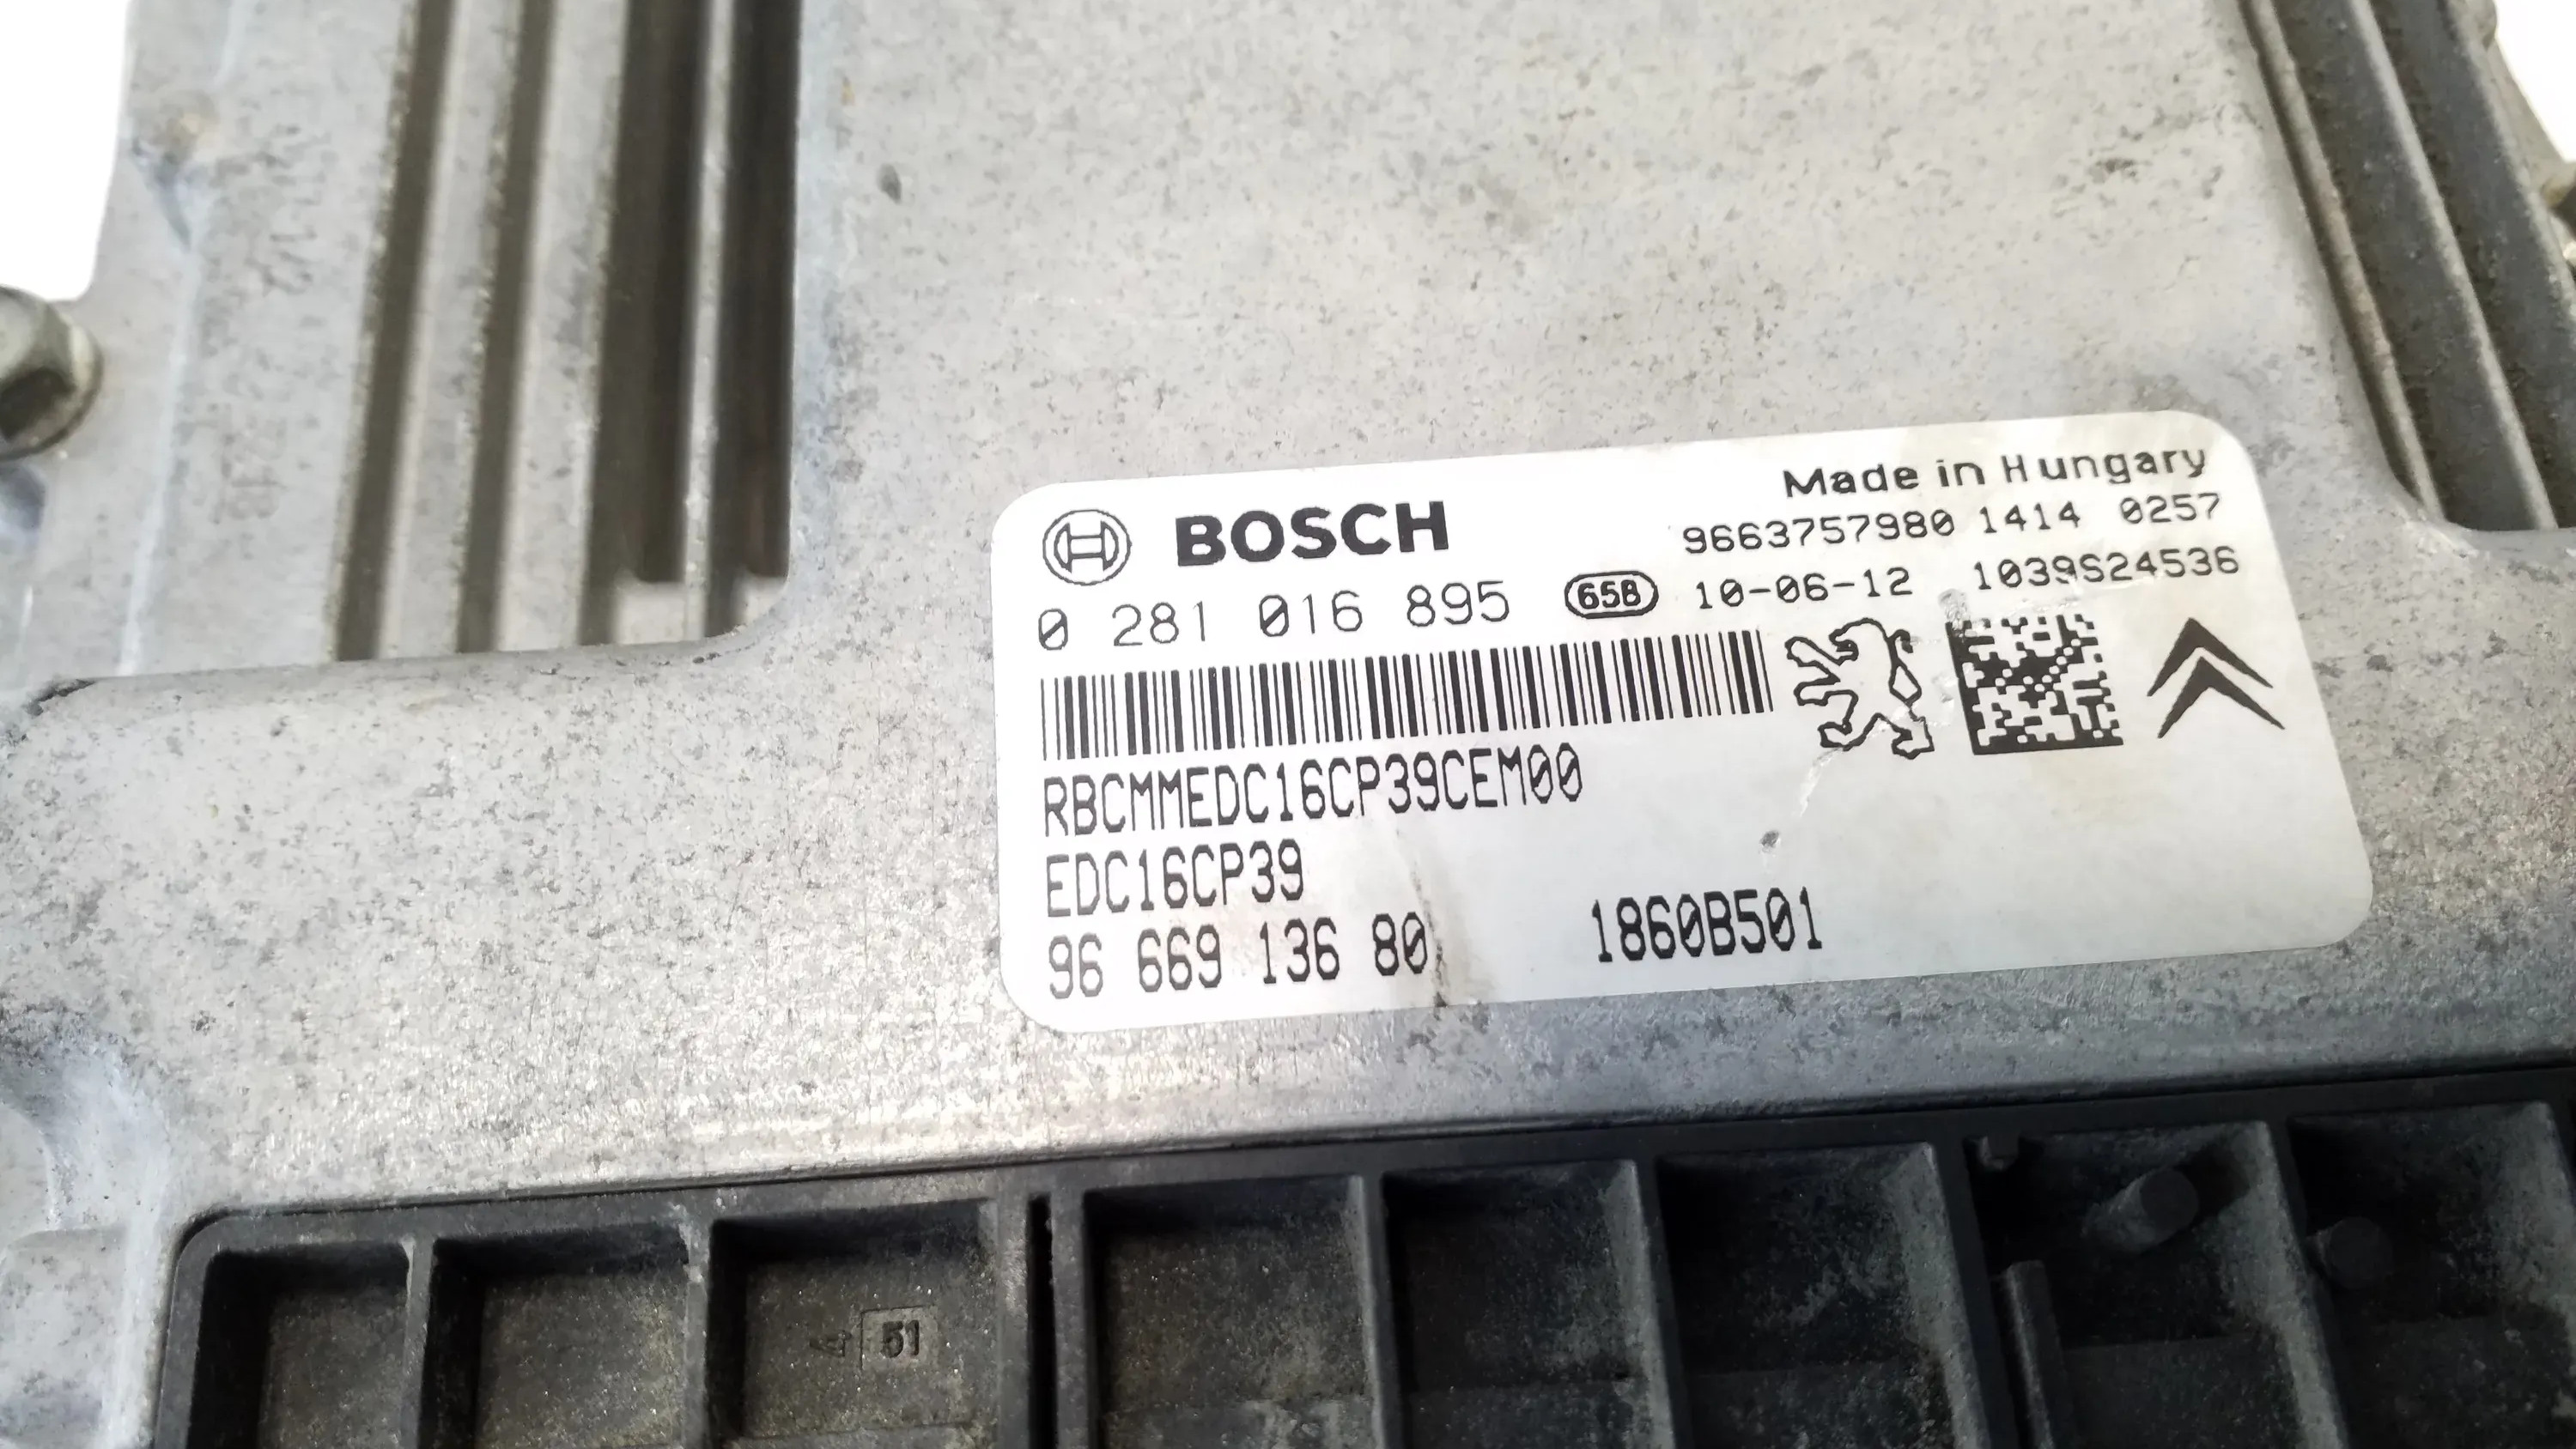 Made in Hungary
BOSCH
9663757980 1414 0257
0 281 016 895 65B 10-06-12 1039S24536
RBCMMEDC16CP39CEM00
EDC16CP39
96 669 136 80 1860B501
51